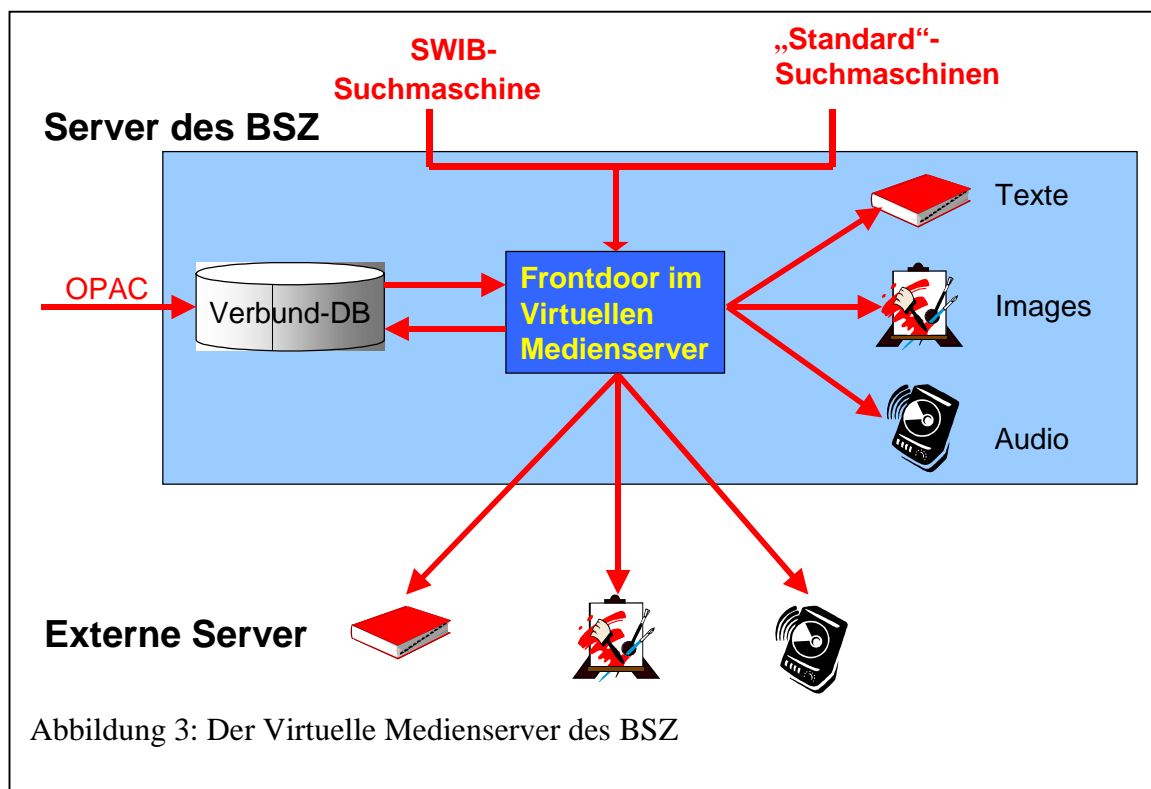 SWIB-
Suchmaschine
„Standard“-
Suchmaschinen
Server des BSZ
Texte
OPAC
Verbund-DB
Frontdoor im
Virtuellen
Medienserver
Images
Audio
Externe Server
Abbildung 3: Der Virtuelle Medienserver des BSZ